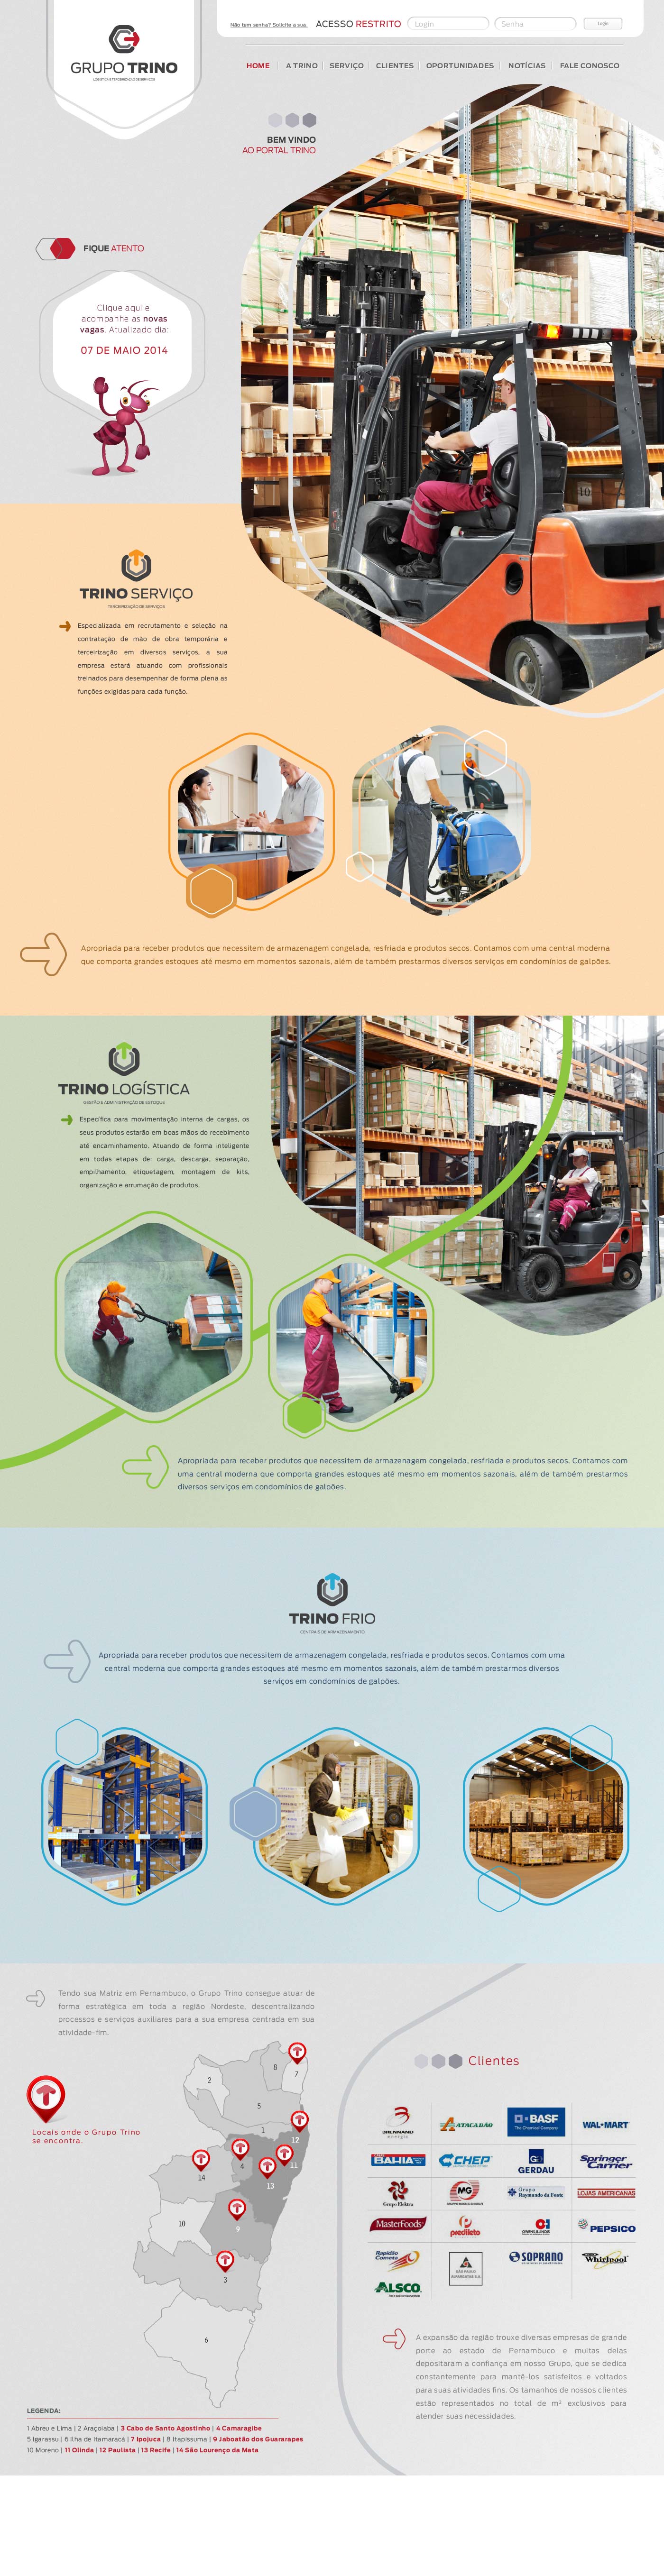 Não tem senha? Solicite a sua.
ACESSO RESTRITO
Login
Senha
Login
GRUPO TRINO
LOGÍSTICA E TERCEIRIZAÇÃO DE SERVIÇOS
HOME
A TRINO
SERVIÇO
CLIENTES
OPORTUNIDADES
NOTÍCIAS
FALE CONOSCO
BEM VINDO
AO PORTAL TRINO
FIQUE ATENTO
Clique aqui e
acompanhe as novas
vagas. Atualizado dia:
07 DE MAIO 2014
TRINO SERVIÇO
TERCEIRIZAÇÃO DE SERVIÇOS
Especializada em recrutamento e seleção na
contratação de mão de obra temporária e
terceirização em diversos serviços, a sua
empresa estará atuando com profissionais
treinados para desempenhar de forma plena as
funções exigidas para cada função.
Apropriada para receber produtos que necessitem de armazenagem congelada, resfriada e produtos secos. Contamos com uma central moderna
que comporta grandes estoques até mesmo em momentos sazonais, além de também prestarmos diversos serviços em condomínios de galpões.
TRINO LOGÍSTICA
GESTÃO E ADMINISTRAÇÃO DE ESTOQUE
Específica para movimentação interna de cargas, os
seus produtos estarão em boas mãos do recebimento
até encaminhamento. Atuando de forma inteligente
em todas etapas de: carga, descarga, separação,
empilhamento, etiquetagem, montagem de kits,
organização e arrumação de produtos.
Apropriada para receber produtos que necessitem de armazenagem congelada, resfriada e produtos secos. Contamos com
uma central moderna que comporta grandes estoques até mesmo em momentos sazonais, além de também prestarmos
diversos serviços em condomínios de galpões.
TRINO FRIO
CENTRAIS DE ARMAZENAMENTO
Apropriada para receber produtos que necessitem de armazenagem congelada, resfriada e produtos secos. Contamos com uma
central moderna que comporta grandes estoques até mesmo em momentos sazonais, além de também prestarmos diversos
serviços em condomínios de galpões.
Tendo sua Matriz em Pernambuco, o Grupo Trino consegue atuar de
forma estratégica em toda a região Nordeste, descentralizando
processos e serviços auxiliares para a sua empresa centrada em sua
atividade-fim.
Locais onde o Grupo Trino
se encontra.
2
8
7
5
1
12
4
11
14
13
10
9
3
6
LEGENDA:
1 Abreu e Lima | 2 Araçoiaba | 3 Cabo de Santo Agostinho | 4 Camaragibe
5 Igarassu | 6 Ilha de Itamaracá | 7 Ipojuca | 8 Itapissuma | 9 Jaboatão dos Guararapes
10 Moreno | 11 Olinda | 12 Paulista | 13 Recife | 14 São Lourenço da Mata
Clientes
BRENNAND
energia
ATACADÃO
BASF
The Chemical Company
WAL★MART
BAHIA
CHEP
GERDAU
Springer
Carrier
Grupo Elektra
MG
Grupo
Raymundo da Fonte
LOJAS AMERICANAS
MasterFoods
predileto
PEPSICO
Rapidão
Cometa
SÃO PAULO
SOPRANO
Whirlpool
ALSCO
A expansão da região trouxe diversas empresas de grande
porte ao estado de Pernambuco e muitas delas
depositaram a confiança em nosso Grupo, que se dedica
constantemente para mantê-los satisfeitos e voltados
para suas atividades fins. Os tamanhos de nossos clientes
estão representados no total de m² exclusivos para
atender suas necessidades.